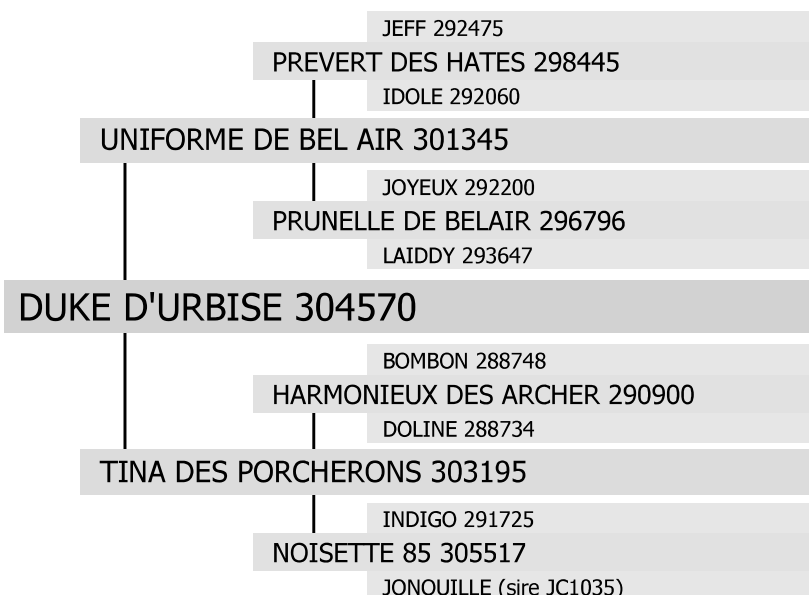 JEFF 292475
PREVERT DES HATES 298445
IDOLE 292060
UNIFORME DE BEL AIR 301345
JOYEUX 292200
PRUNELLE DE BELAIR 296796
LAIDDY 293647
DUKE D'URBISE 304570
BOMBON 288748
HARMONIEUX DES ARCHER 290900
DOLINE 288734
TINA DES PORCHERONS 303195
INDIGO 291725
NOISETTE 85 305517
JONQUILLE (sire JC1035)